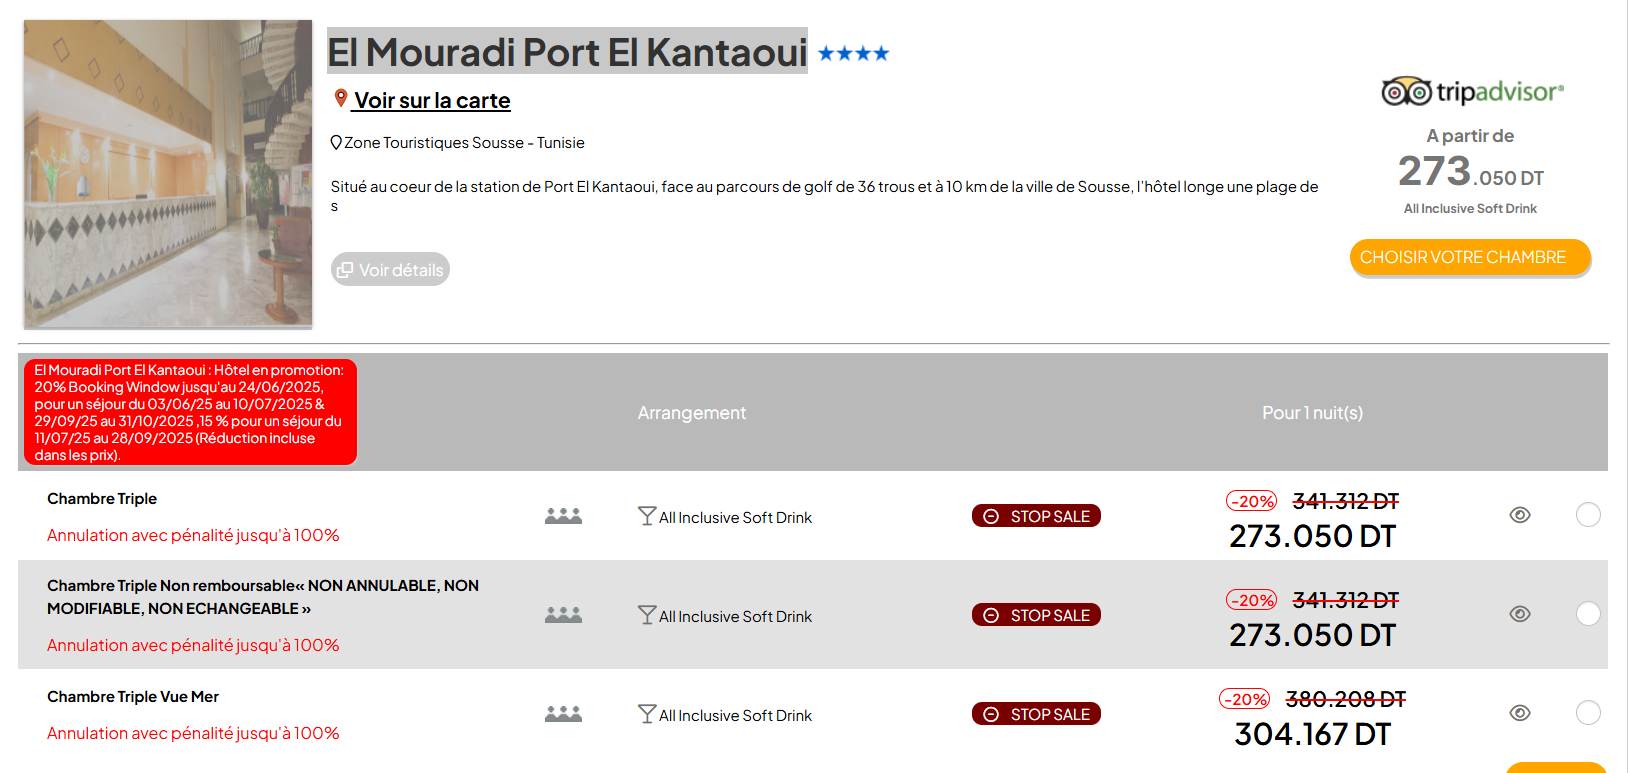 El Mouradi Port El Kantaoui
Voir sur la carte
Zone Touristiques Sousse - Tunisie
Situé au coeur de la station de Port El Kantaoui, face au parcours de golf de 36 trous et à 10 km de la ville de Sousse, l'hôtel longe une plage de
s
Voir détails
tripadvisor®
A partir de
273.050 DT
All Inclusive Soft Drink
CHOISIR VOTRE CHAMBRE
El Mouradi Port El Kantaoui : Hôtel en promotion:
20% Booking Window jusqu'au 24/06/2025,
pour un séjour du 03/06/25 au 10/07/2025 &
29/09/25 au 31/10/2025 ,15 % pour un séjour du
11/07/25 au 28/09/2025 (Réduction incluse
dans les prix).
Arrangement
Pour 1 nuit(s)
Chambre Triple
Annulation avec pénalité jusqu'à 100%
All Inclusive Soft Drink
STOP SALE
-20% 341.312 DT
273.050 DT
Chambre Triple Non remboursable« NON ANNULABLE, NON
MODIFIABLE, NON ECHANGEABLE »
Annulation avec pénalité jusqu'à 100%
All Inclusive Soft Drink
STOP SALE
-20% 341.312 DT
273.050 DT
Chambre Triple Vue Mer
Annulation avec pénalité jusqu'à 100%
All Inclusive Soft Drink
STOP SALE
-20% 380.208 DT
304.167 DT